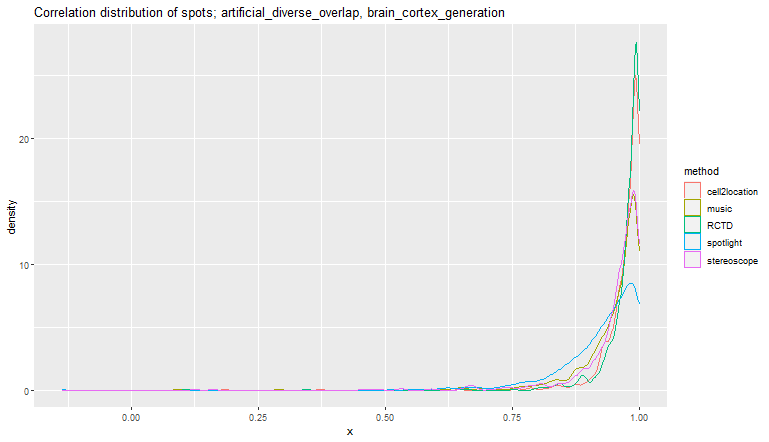 Correlation distribution of spots; artificial_diverse_overlap, brain_cortex_generation
density
20
10
0
0.00 0.25 0.50 0.75 1.00
x
method
cell2location
music
RCTD
spotlight
stereoscope